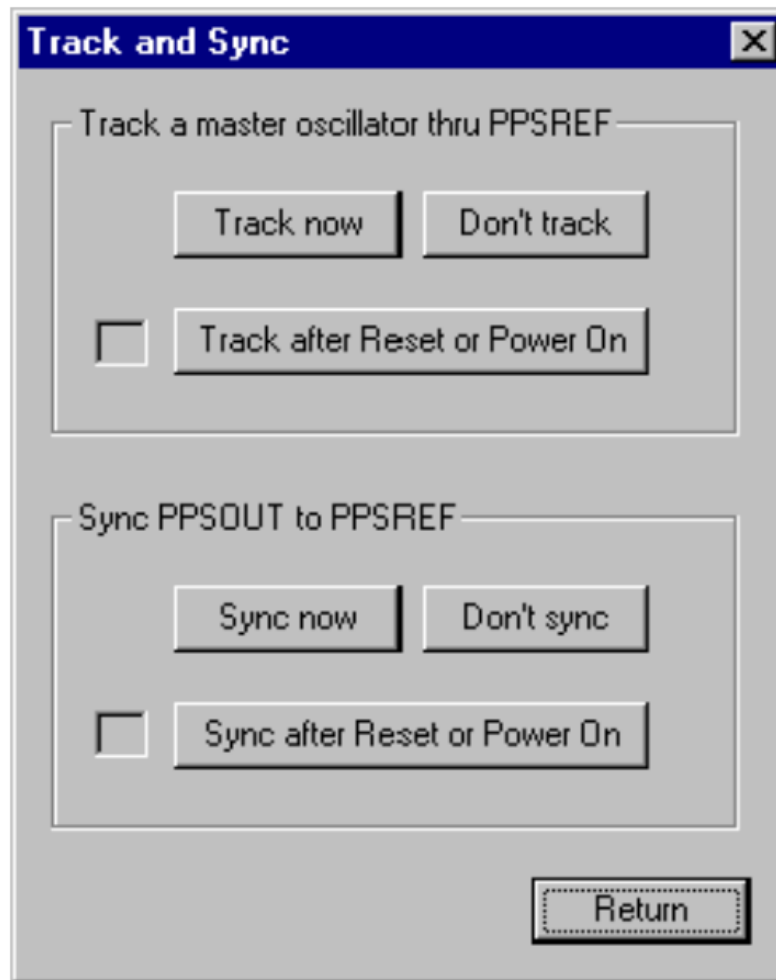 Track and Sync
Track a master oscillator thru PPSREF
Track now Don't track
Track after Reset or Power On
Sync PPSOUT to PPSREF
Sync now Don't sync
Sync after Reset or Power On
Return